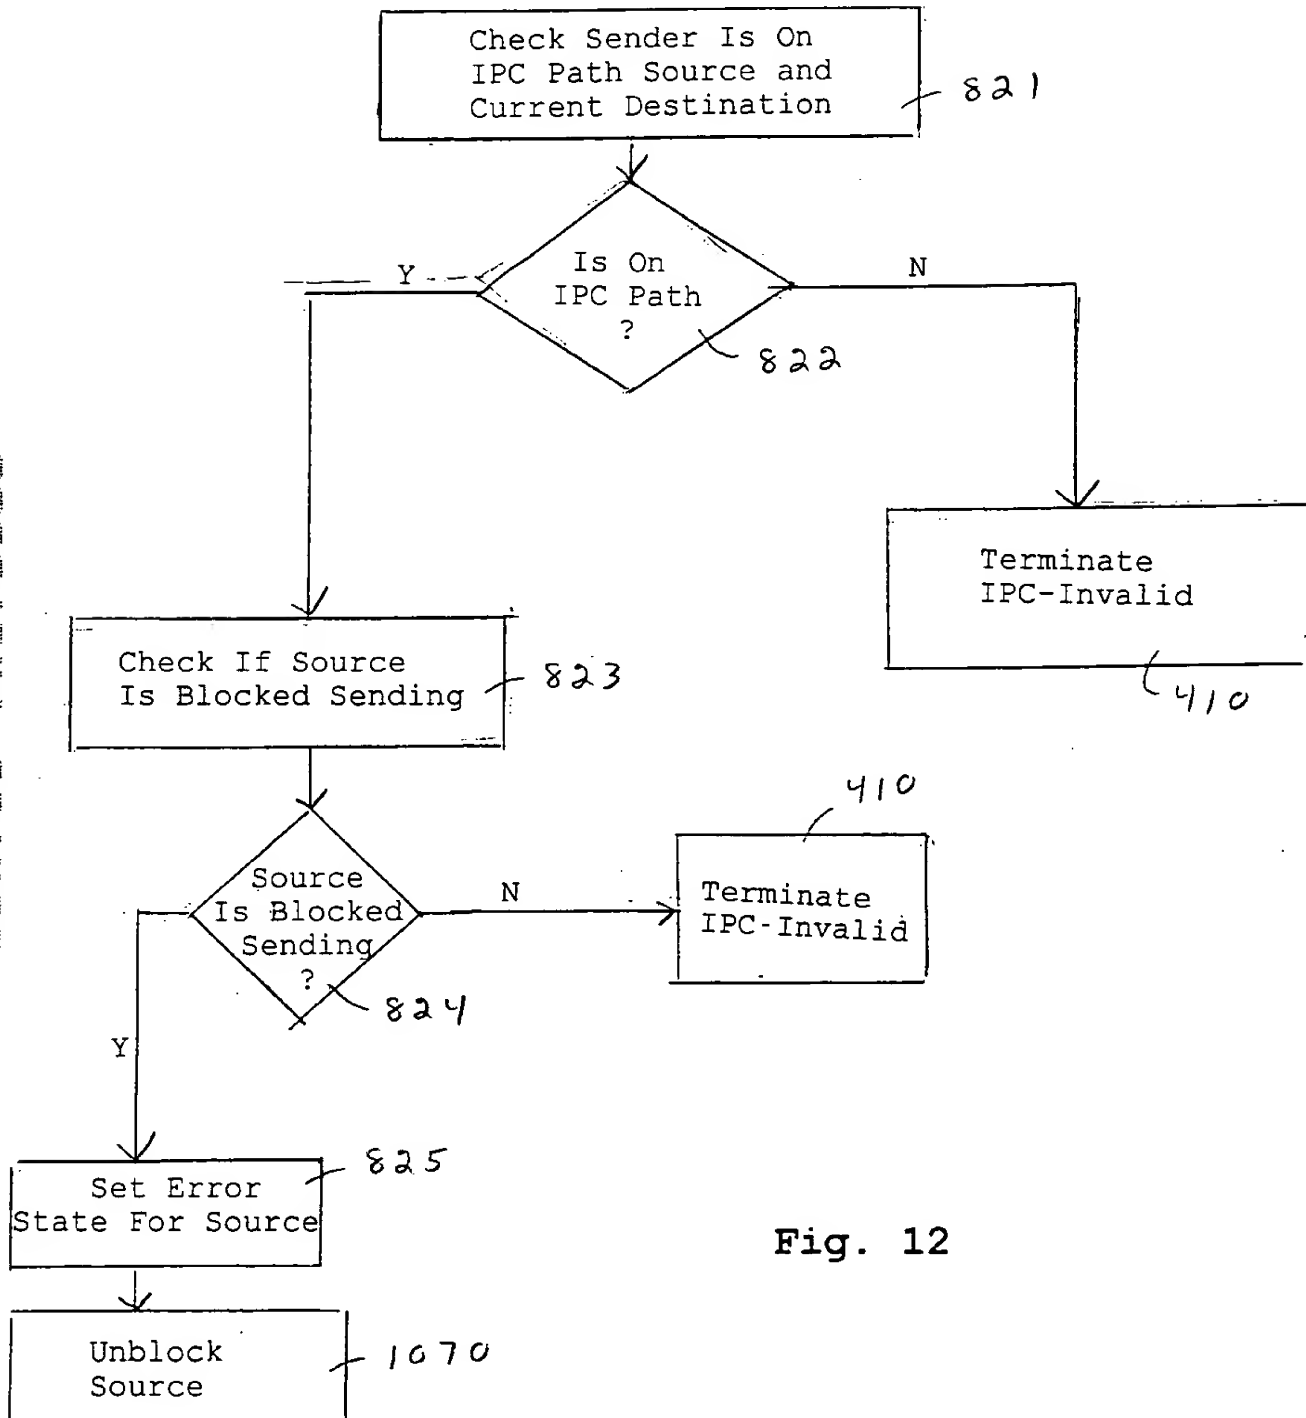 Check Sender Is On
IPC Path Source and
Current Destination
821
Is On
IPC Path
?
822
Y
N
Terminate
IPC-Invalid
410
Check If Source
Is Blocked Sending
823
Source
Is Blocked
Sending
?
824
N
Terminate
IPC-Invalid
410
Y
Set Error
State For Source
825
Unblock
Source
1070
Fig. 12